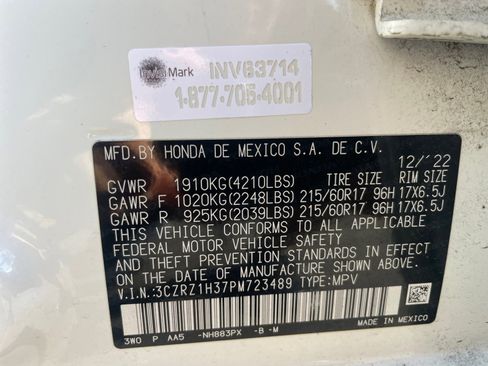 InvisiMark INV63714
1-877-705-4001
MFD.BY HONDA DE MEXICO S.A. DE C.V.
12/'22
GVWR 1910KG(4210LBS) TIRE SIZE RIM SIZE
GAWR F 1020KG(2248LBS) 215/60R17 96H 17X6.5J
GAWR R 925KG(2039LBS) 215/60R17 96H 17X6.5J
THIS VEHICLE CONFORMS TO ALL APPLICABLE
FEDERAL MOTOR VEHICLE SAFETY
AND THEFT PREVENTION STANDARDS IN EFFECT ON
THE DATE OF MANUFACTURE SHOWN ABOVE.
V.I.N.:3CZRZ1H37PM723489 TYPE:MPV
3WO P AA5 -NH883PX -B -M
MADE IN MEXICO